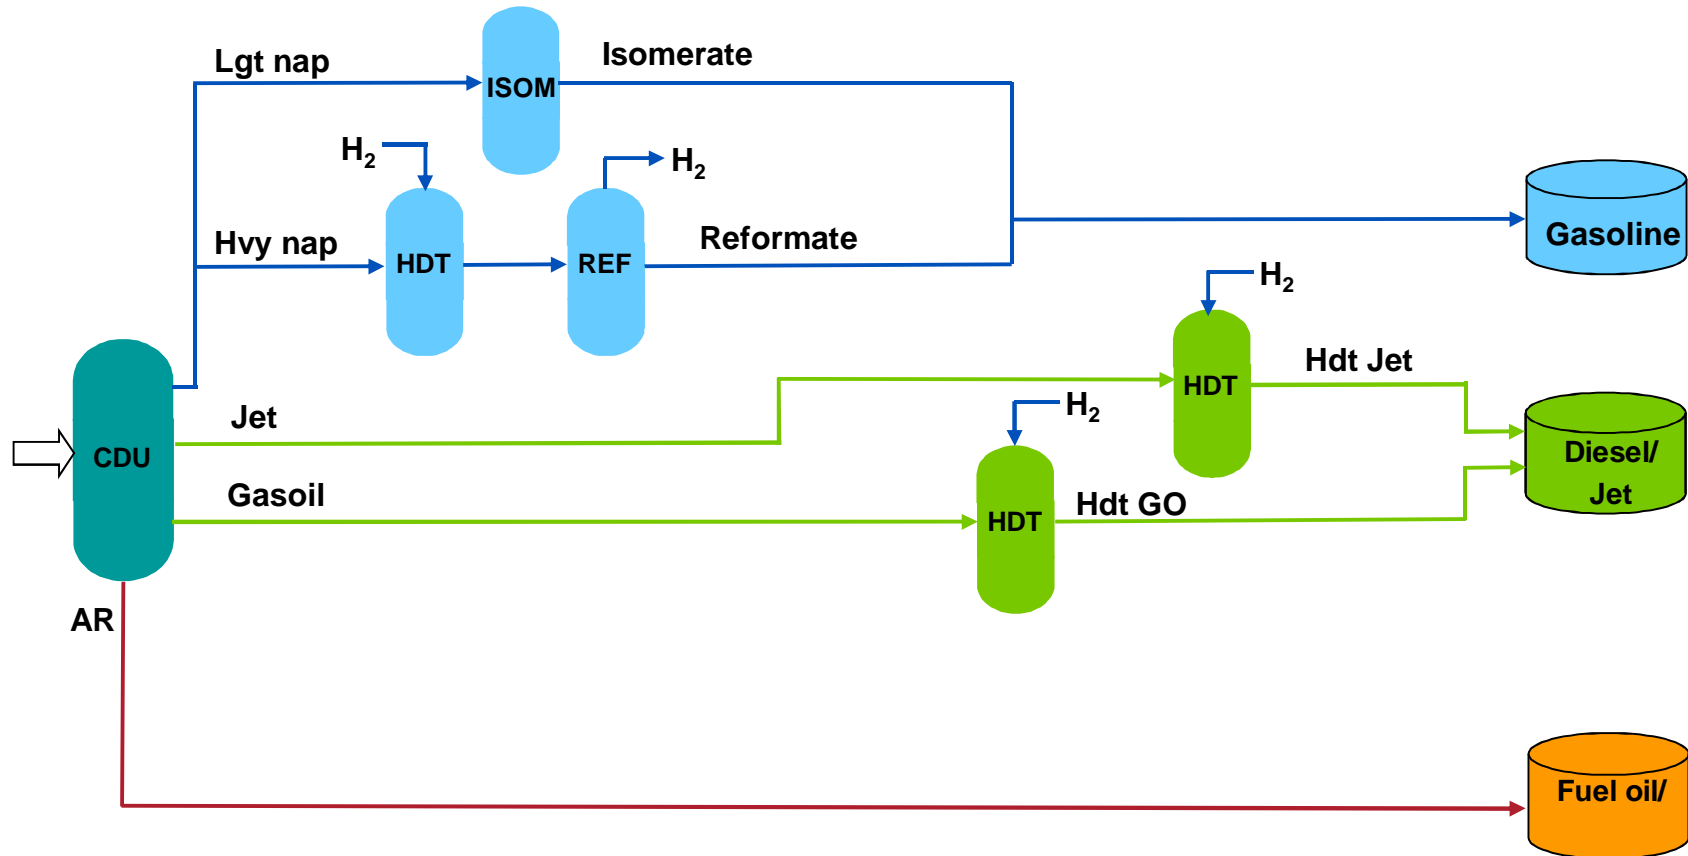 Lgt nap
ISOM
Isomerate
H₂
H₂
Hvy nap
HDT
REF
Reformate
Gasoline
H₂
CDU
Jet
HDT
Hdt Jet
H₂
Diesel/
Jet
Gasoil
HDT
Hdt GO
AR
Fuel oil/